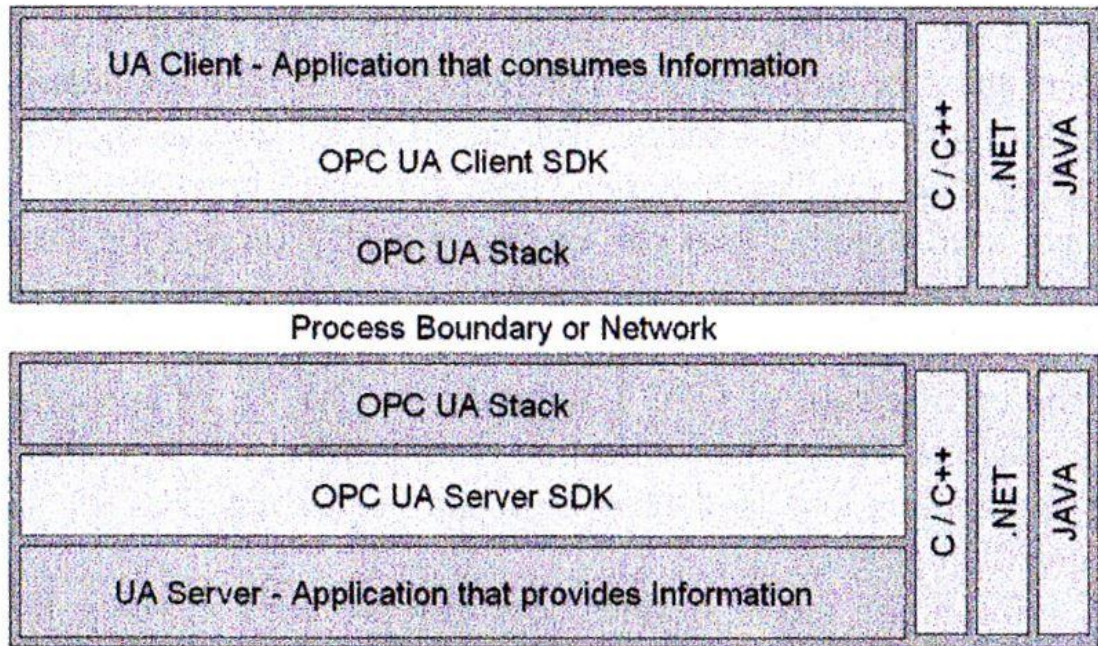 UA Client - Application that consumes Information
OPC UA Client SDK
OPC UA Stack
C / C++
.NET
JAVA
Process Boundary or Network
OPC UA Stack
OPC UA Server SDK
UA Server - Application that provides Information
C / C++
.NET
JAVA